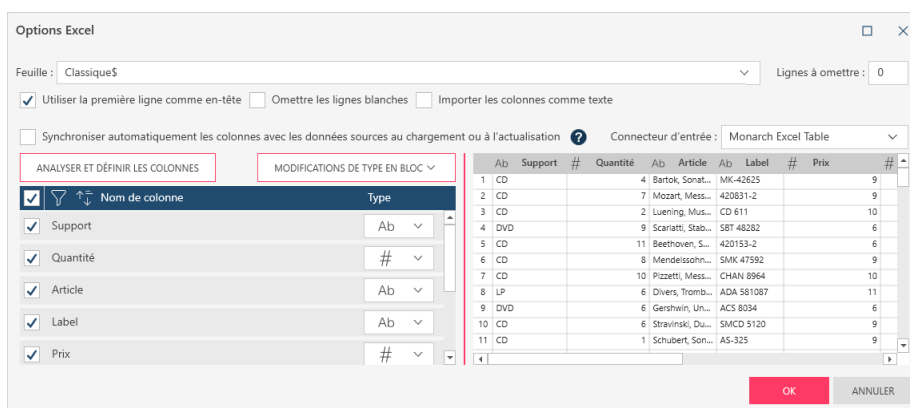 Options Excel
Feuille : Classique$ Lignes à omettre : 0
Utiliser la première ligne comme en-tête Omettre les lignes blanches Importer les colonnes comme texte
Synchroniser automatiquement les colonnes avec les données sources au chargement ou à l'actualisation ? Connecteur d'entrée : Monarch Excel Table
ANALYSER ET DÉFINIR LES COLONNES MODIFICATIONS DE TYPE EN BLOC
Nom de colonne Type
Support Ab
Quantité #
Article Ab
Label Ab
Prix #
Ab Support # Quantité Ab Article Ab Label # Prix #
1 CD 4 Bartok, Sonat... MK-42625 9
2 CD 7 Mozart, Mess... 420831-2 9
3 CD 2 Luening, Mus... CD 611 10
4 DVD 9 Scarlatti, Stab... SBT 48282 6
5 CD 11 Beethoven, S... 420153-2 6
6 CD 8 Mendelssohn... SMK 47592 9
7 CD 10 Pizzetti, Mess... CHAN 8964 10
8 LP 6 Divers, Tromb... ADA 581087 11
9 DVD 6 Gershwin, Un... ACS 8034 6
10 CD 6 Stravinski, Du... SMCD 5120 9
11 CD 1 Schubert, Son... AS-325 9
OK ANNULER